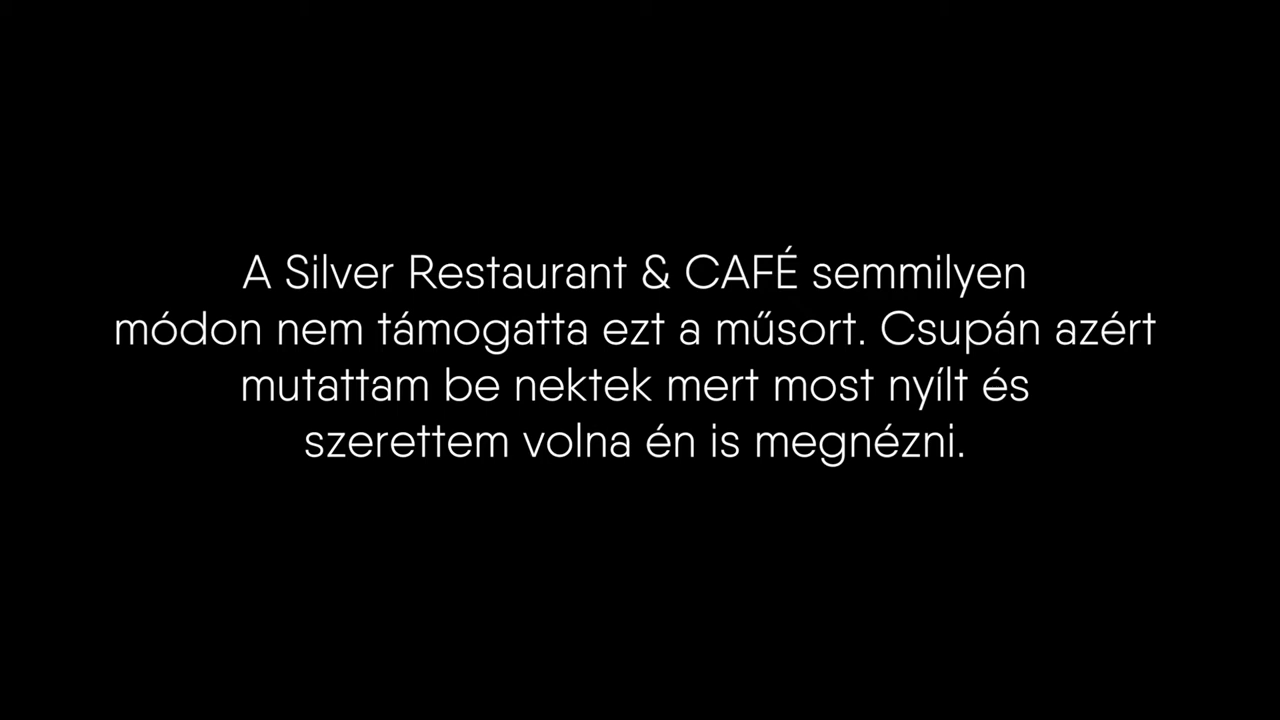 A Silver Restaurant & CAFÉ semmilyen
módon nem támogatta ezt a műsort. Csupán azért
mutattam be nektek mert most nyílt és
szerettem volna én is megnézni.